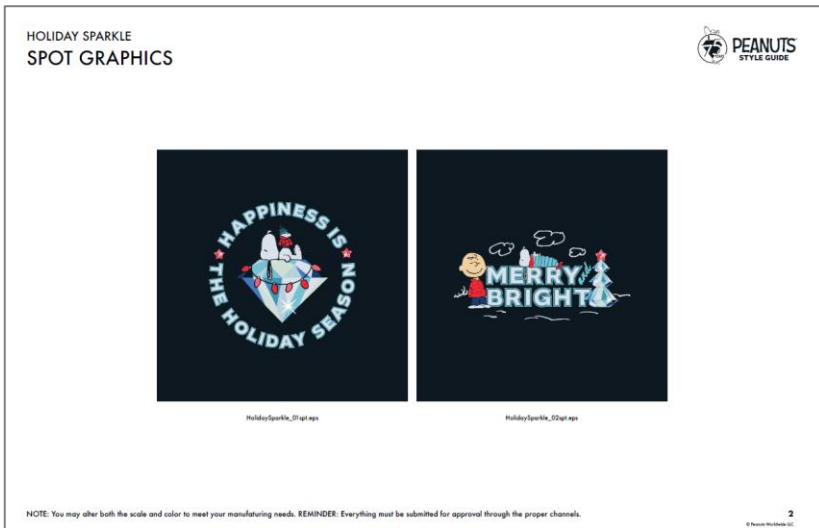 HOLIDAY SPARKLE
SPOT GRAPHICS
75
PEANUTS
STYLE GUIDE
HAPPINESS IS
THE HOLIDAY SEASON
MERRY
BRIGHT
HolidaySparkle_01spt.eps
HolidaySparkle_02spt.eps
NOTE: You may alter both the scale and color to meet your manufaturing needs. REMINDER: Everything must be submitted for approval through the proper channels.
2
© Peanuts Worldwide LLC